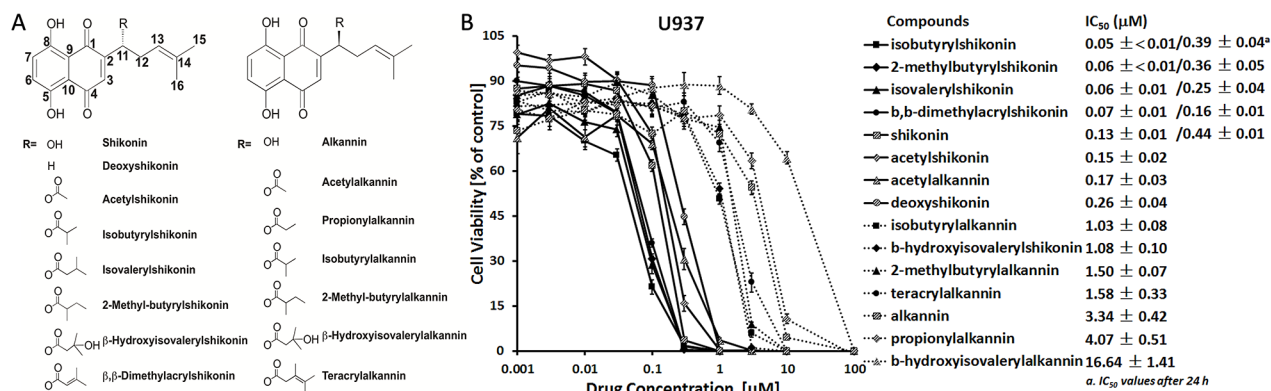 A
OH
O
R
8
1
13
15
7
9
2
11
14
6
10
3
12
16
5
4
OH
O
OH
O
R
OH
O
R= OH Shikonin
H Deoxyshikonin
Acetylshikonin
Isobutyrylshikonin
Isovalerylshikonin
2-Methyl-butyrylshikonin
OH β-Hydroxyisovalerylshikonin
β,β-Dimethylacrylshikonin
R= OH Alkannin
Acetylalkannin
Propionylalkannin
Isobutyrylalkannin
2-Methyl-butyrylalkannin
OH β-Hydroxyisovalerylalkannin
Teracrylalkannin
B
U937
Cell Viability [% of control]
105
90
75
60
45
30
15
0
0.001 0.01 0.1 1 10 100
Drug Concentration [uM]
Compounds IC50 (μM)
isobutyrylshikonin 0.05 ±<0.01/0.39 ± 0.04a
2-methylbutyrylshikonin 0.06 ±<0.01/0.36 ± 0.05
isovalerylshikonin 0.06 ± 0.01 /0.25 ± 0.04
b,b-dimethylacrylshikonin 0.07 ± 0.01 /0.16 ± 0.01
shikonin 0.13 ± 0.01 /0.44 ± 0.01
acetylshikonin 0.15 ± 0.02
acetylalkannin 0.17 ± 0.03
deoxyshikonin 0.26 ± 0.04
isobutyrylalkannin 1.03 ± 0.08
b-hydroxyisovalerylshikonin 1.08 ± 0.10
2-methylbutyrylalkannin 1.50 ± 0.07
teracrylalkannin 1.58 ± 0.33
alkannin 3.34 ± 0.42
propionylalkannin 4.07 ± 0.51
b-hydroxyisovalerylalkannin 16.64 ± 1.41
a. IC50 values after 24 h